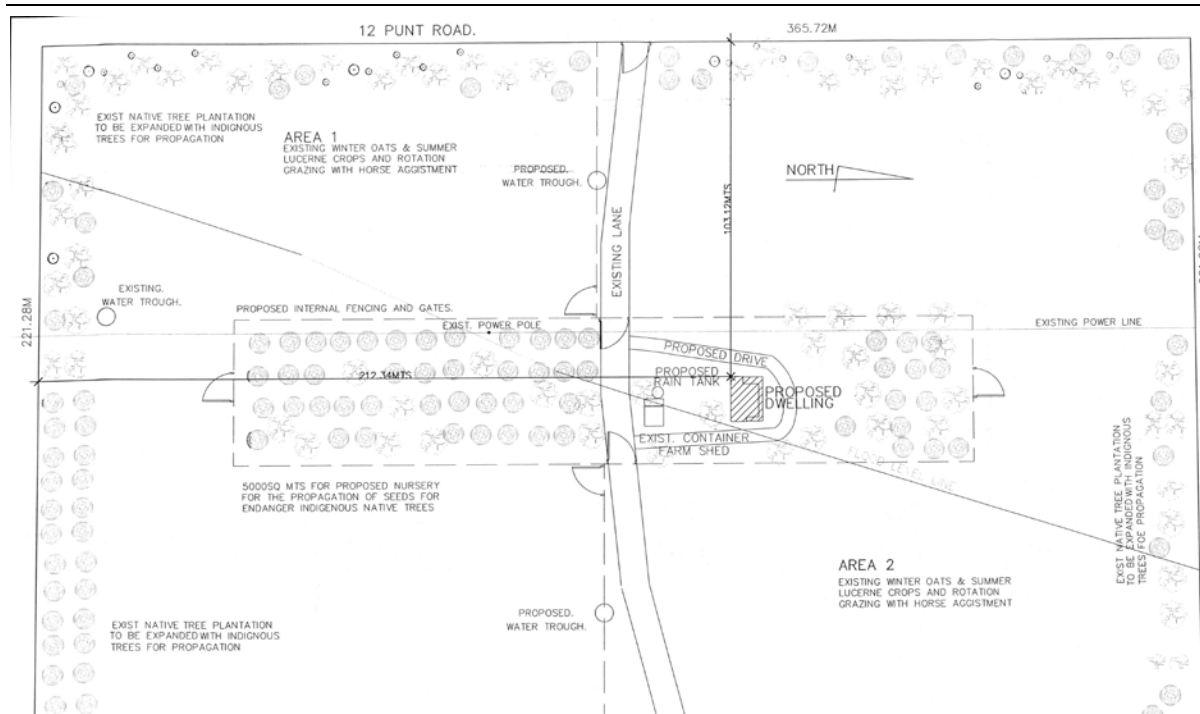 12 PUNT ROAD.
365.72M
EXIST NATIVE TREE PLANTATION
TO BE EXPANDED WITH INDIGNOUS
TREES FOR PROPAGATION
AREA 1
EXISTING WINTER OATS & SUMMER
LUCERNE CROPS AND ROTATION
GRAZING WITH HORSE AGGISTMENT
PROPOSED.
WATER TROUGH.
NORTH
103.12MTS
EXISTING LANE
EXISTING.
WATER TROUGH.
221.28M
PROPOSED INTERNAL FENCING AND GATES.
EXIST. POWER POLE
EXISTING POWER LINE
PROPOSED DRIVE
212.34MTS
PROPOSED
RAIN TANK
PROPOSED
DWELLING
EXIST. CONTAINER
FARM SHED
FLOOD LEVEL LINE
5000SQ MTS FOR PROPOSED NURSERY
FOR THE PROPAGATION OF SEEDS FOR
ENDANGER INDIGENOUS NATIVE TREES
EXIST NATIVE TREE PLANTATION
TO BE EXPANDED WITH INDIGNOUS
TREES FOE PROPAGATION
AREA 2
EXISTING WINTER OATS & SUMMER
LUCERNE CROPS AND ROTATION
GRAZING WITH HORSE AGGISTMENT
PROPOSED.
WATER TROUGH.
EXIST NATIVE TREE PLANTATION
TO BE EXPANDED WITH INDIGNOUS
TREES FOR PROPAGATION